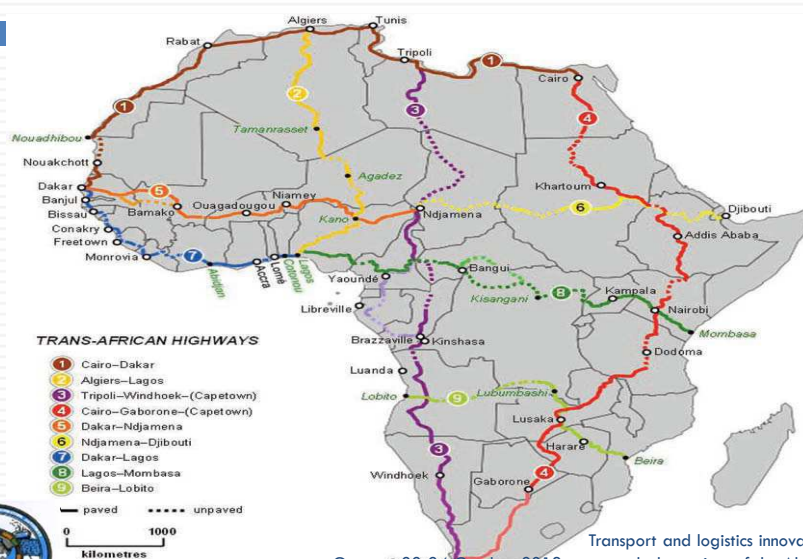 Algiers
Tunis
Rabat
Tripoli
1
Cairo
2
3
1
4
Nouadhibou
Tamanrasset
Nouakchott
Agadez
Dakar
5
Niamey
Khartoum
Banjul
Bamako
Ouagadougou
Kano
Ndjamena
6
Djibouti
Bissau
Conakry
Freetown
Addis Ababa
Monrovia
7
Abidjan
Accra
Lomé
Cotonou
Lagos
Yaoundé
Bangui
Kisangani
8
Kampala
Libreville
Nairobi
Mombasa
Brazzaville
Kinshasa
Dodoma
Luanda
Lobito
9
Lubumbashi
Lusaka
Harare
Beira
3
Windhoek
Gaborone
4
TRANS-AFRICAN HIGHWAYS
1 Cairo–Dakar
2 Algiers–Lagos
3 Tripoli–Windhoek–(Capetown)
4 Cairo–Gaborone–(Capetown)
5 Dakar–Ndjamena
6 Ndjamena–Djibouti
7 Dakar–Lagos
8 Lagos–Mombasa
9 Beira–Lobito
paved unpaved
0 1000
kilometres
Transport and logistics innova